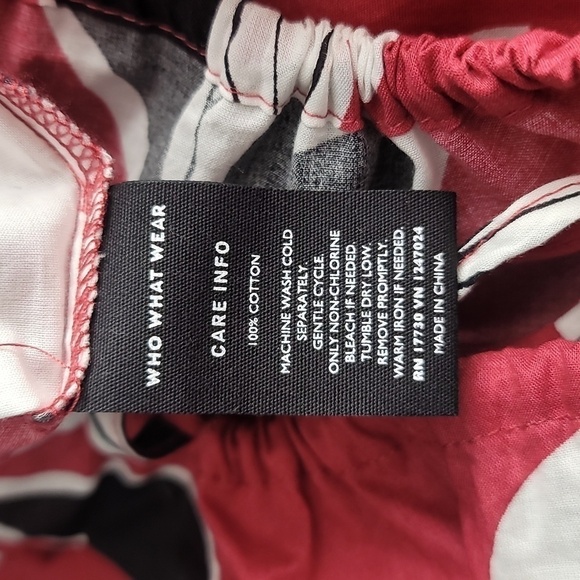 WHO WHAT WEAR
CARE INFO
100% COTTON
MACHINE WASH COLD
SEPARATELY.
GENTLE CYCLE.
ONLY NON-CHLORINE
BLEACH IF NEEDED.
TUMBLE DRY LOW.
REMOVE PROMPTLY.
WARM IRON IF NEEDED.
RN 17730 VN 1247024
MADE IN CHINA